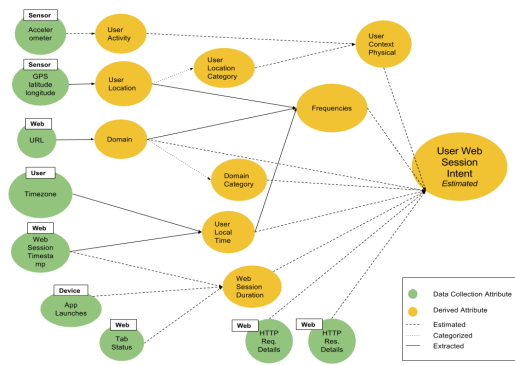 Sensor
Acceler
ometer
User
Activity
User
Context
Physical
Sensor
GPS
latitude
longitude
User
Location
User
Location
Category
Frequencies
Web
URL
Domain
Domain
Category
User Web
Session
Intent
Estimated
User
Timezone
User
Local
Time
Web
Web
Session
Timesta
mp
Web
Session
Duration
Device
App
Launches
Web
Tab
Status
Web
HTTP
Req.
Details
Web
HTTP
Res.
Details
Data Collection Attribute
Derived Attribute
Estimated
Categorized
Extracted